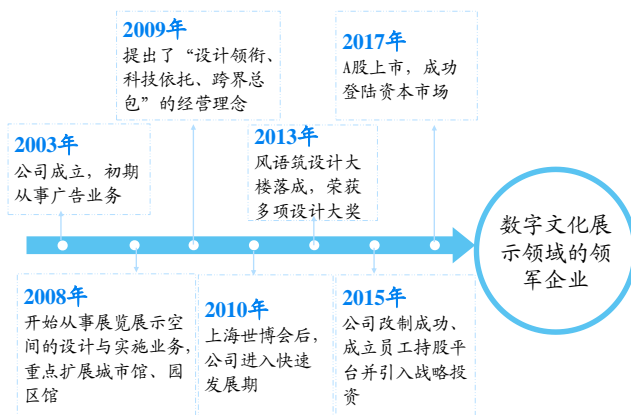 2009年
提出了“设计领衔、
科技依托、跨界总
包”的经营理念
2017年
A股上市，成功
登陆资本市场
2003年
公司成立，初期
从事广告业务
2013年
风语筑设计大
楼落成，荣获
多项设计大奖
数字文化展
示领域的领
军企业
2008年
开始从事展览展示空
间的设计与实施业务，
重点扩展城市馆、园
区馆
2010年
上海世博会后，
公司进入快速
发展期
2015年
公司改制成功、
成立员工持股平
台并引入战略投
资